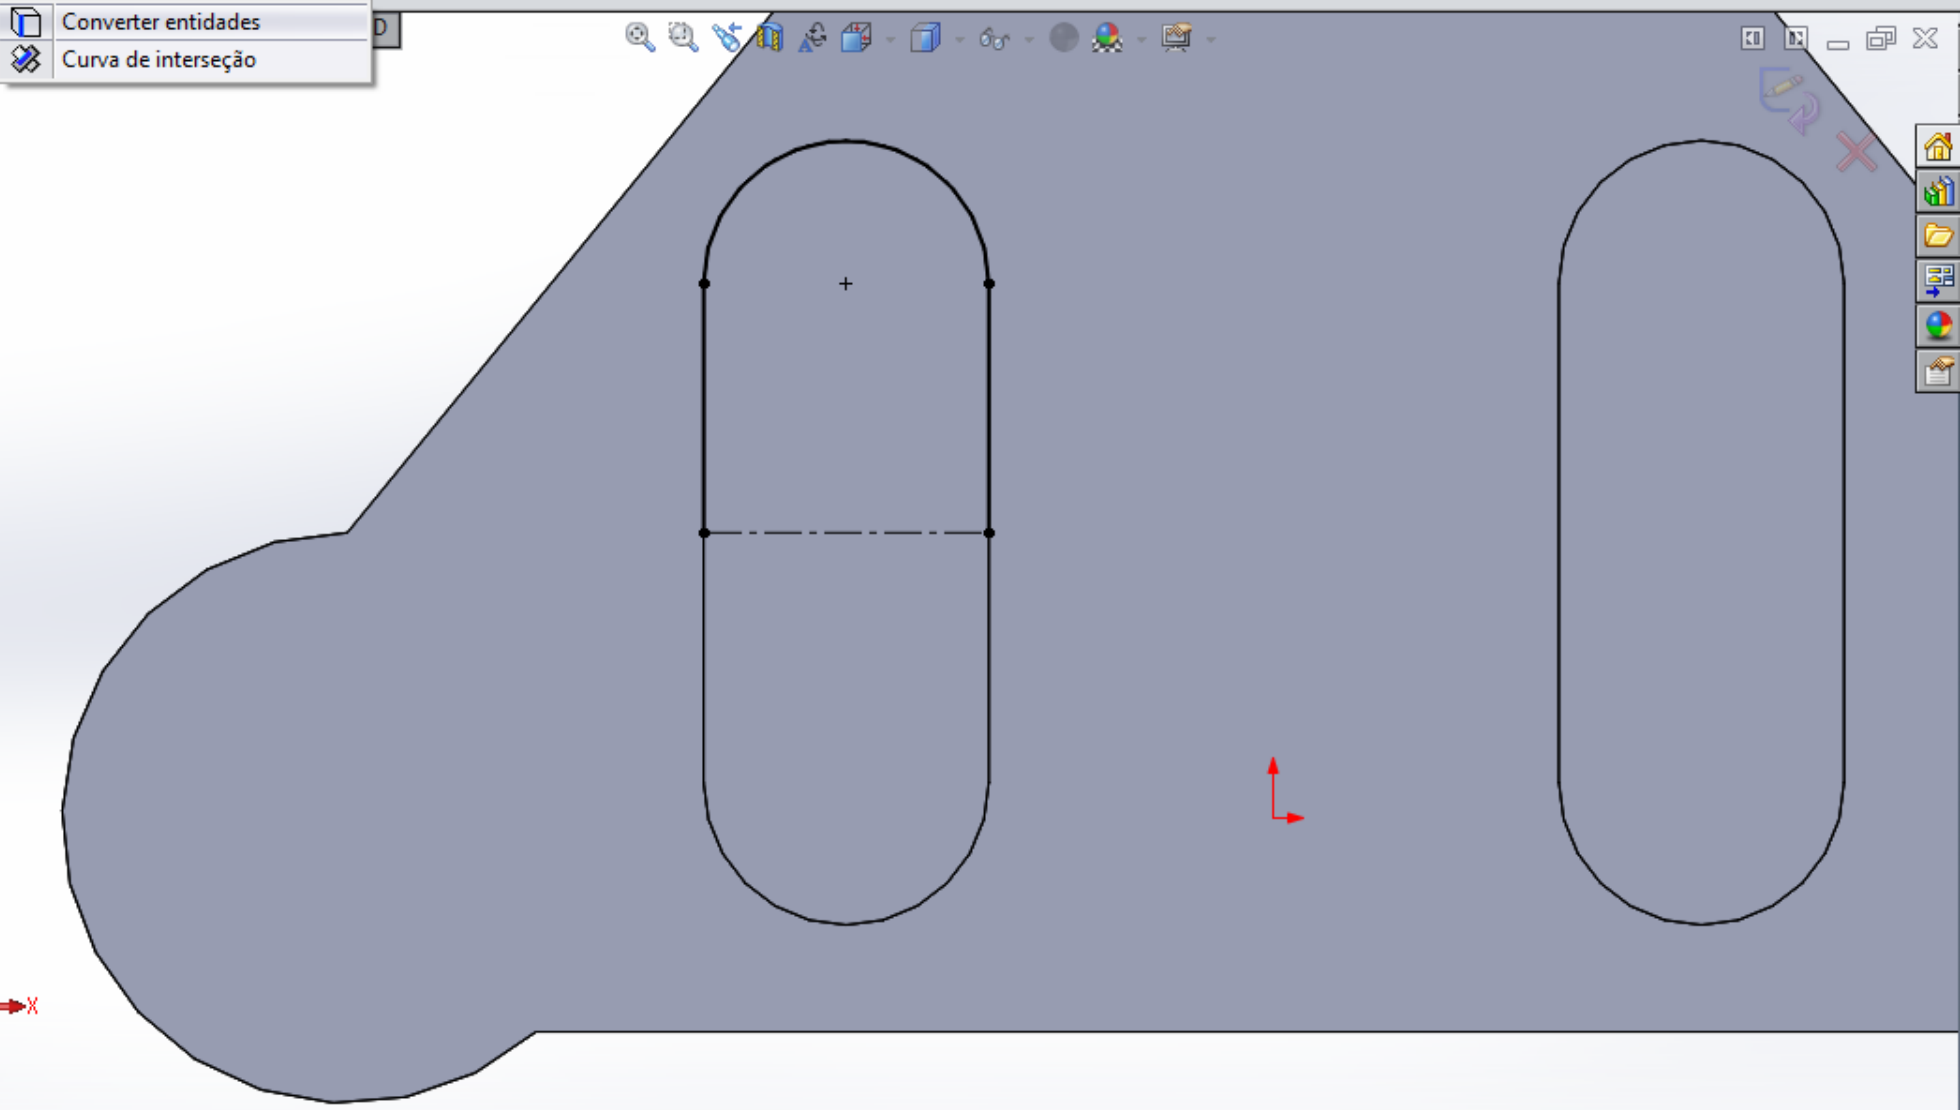 Converter entidades
D
Curva de interseção
X